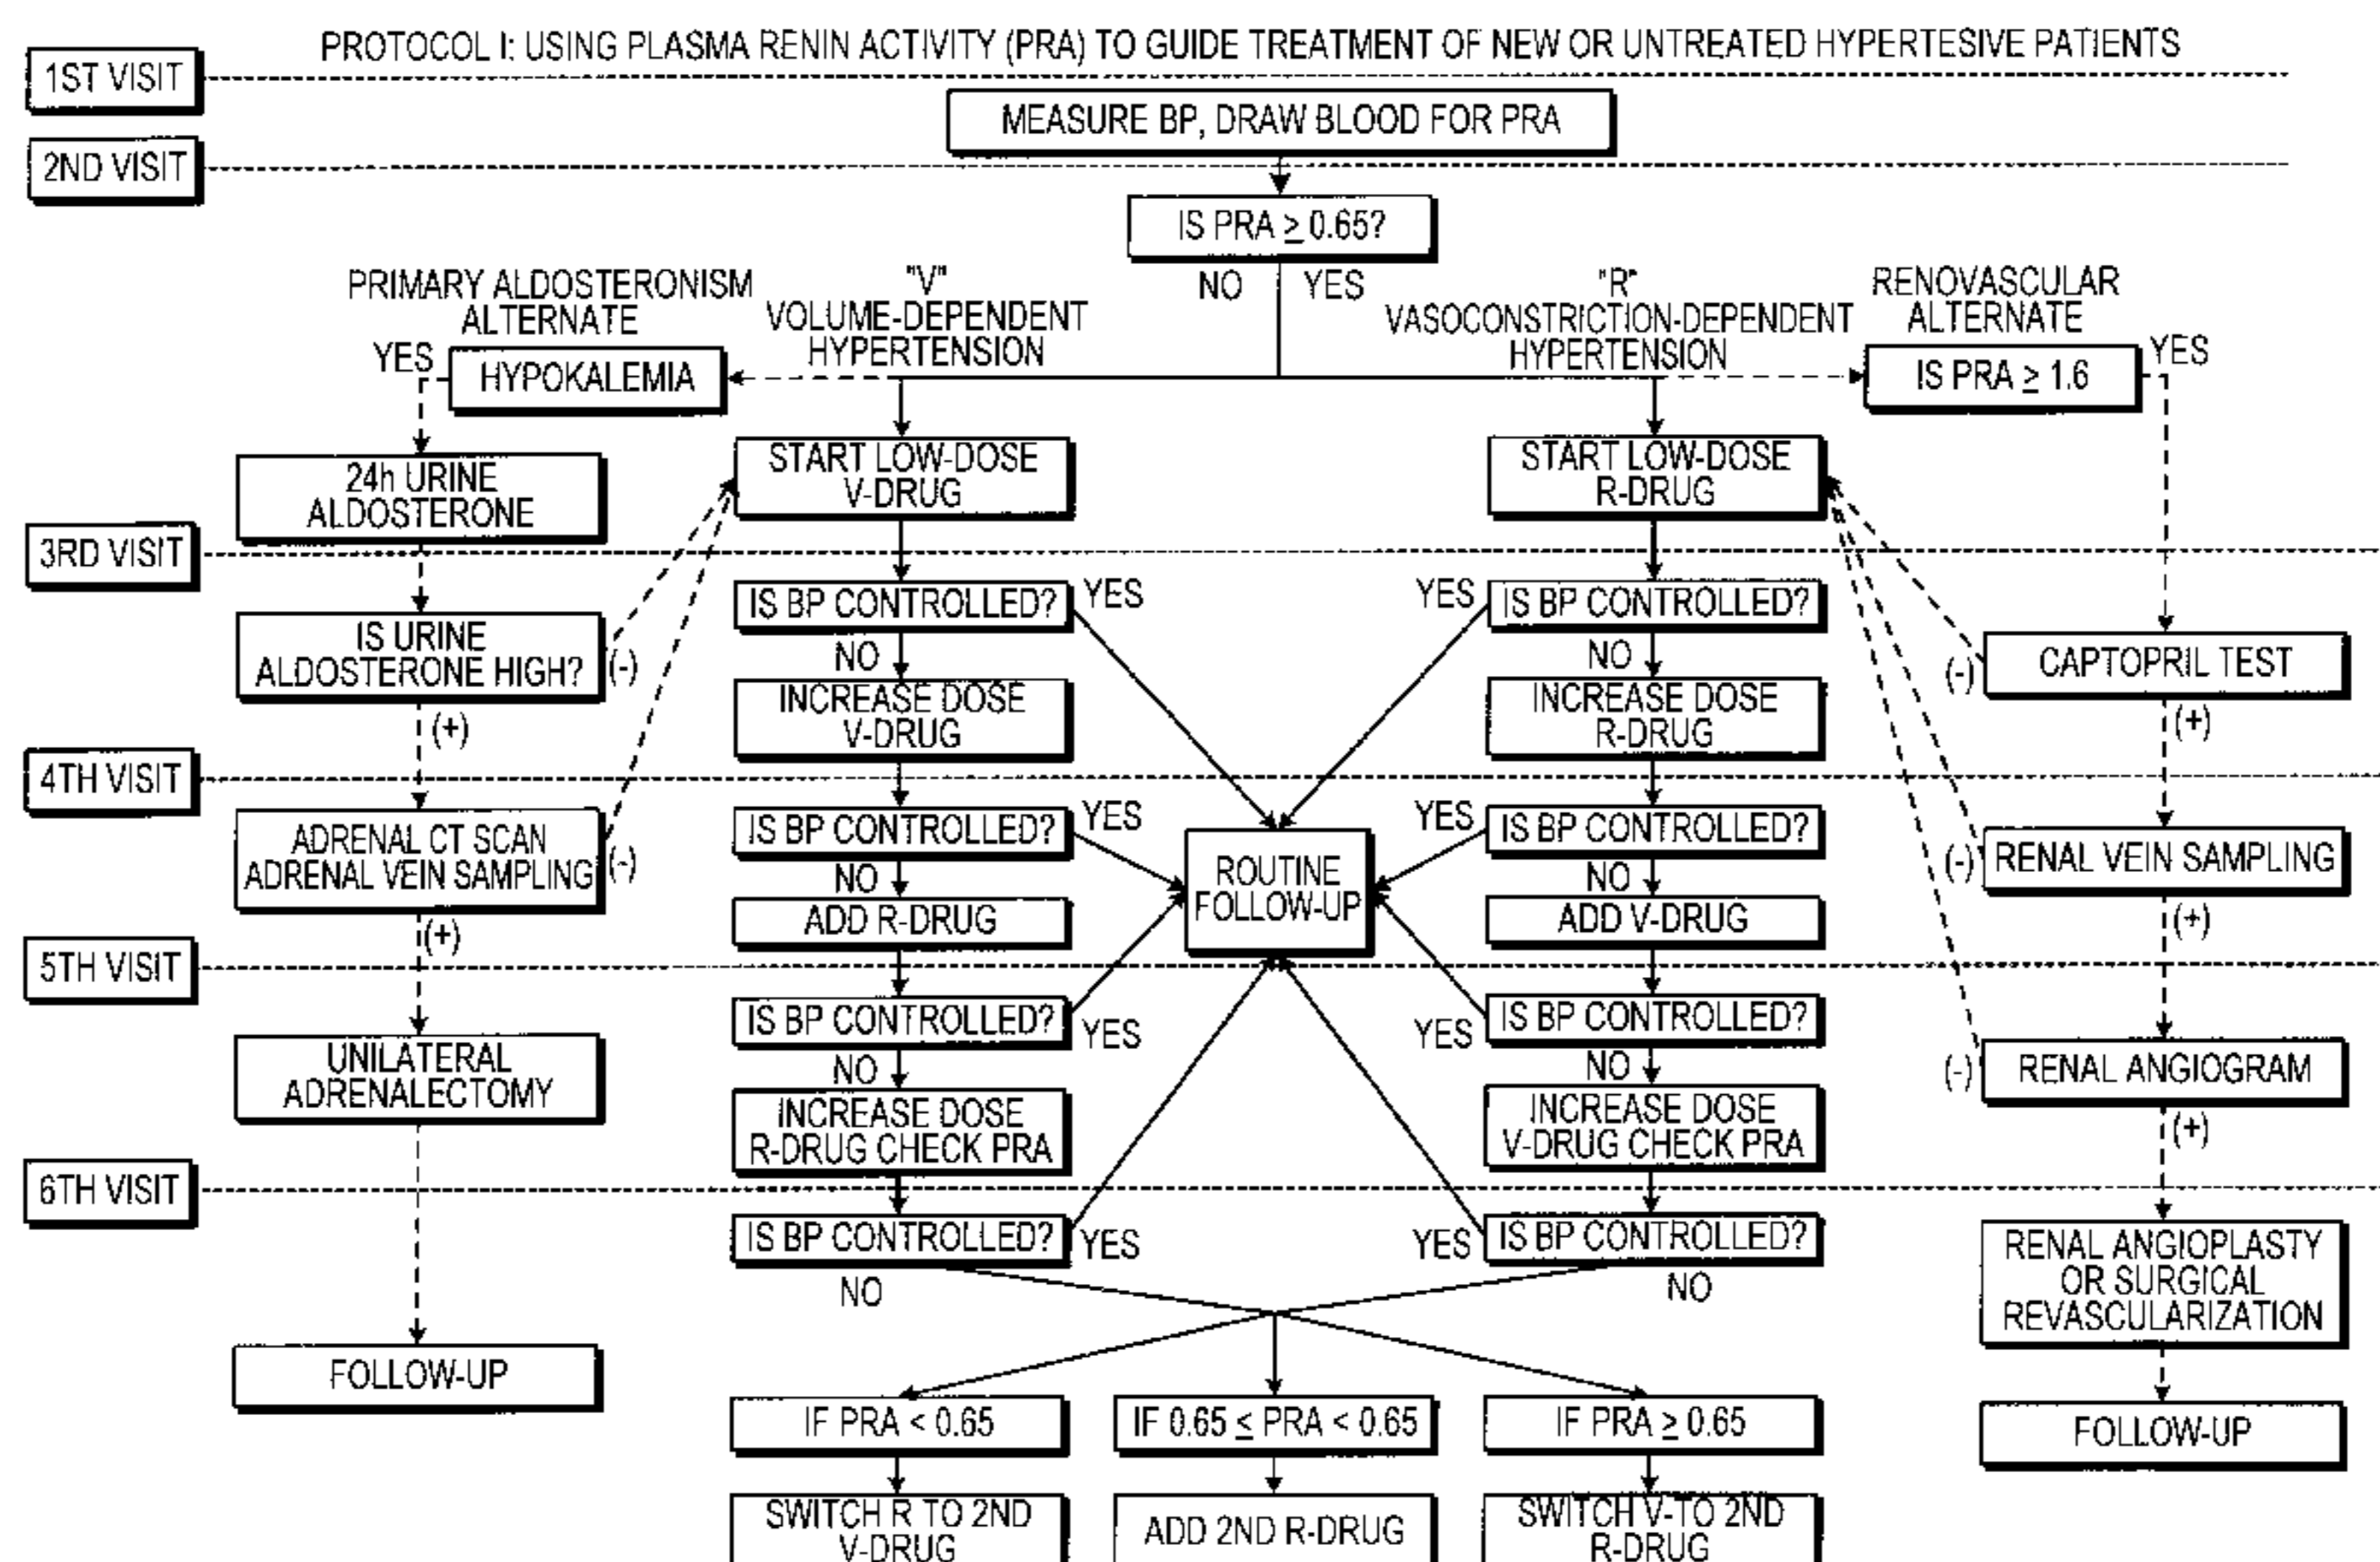 PROTOCOL I: USING PLASMA RENIN ACTIVITY (PRA) TO GUIDE TREATMENT OF NEW OR UNTREATED HYPERTESIVE PATIENTS
1ST VISIT
MEASURE BP, DRAW BLOOD FOR PRA
2ND VISIT
IS PRA ≥ 0.65?
NO
YES
PRIMARY ALDOSTERONISM
ALTERNATE
"V"
VOLUME-DEPENDENT
HYPERTENSION
"R"
VASOCONSTRICTION-DEPENDENT
HYPERTENSION
RENOVASCULAR
ALTERNATE
YES
HYPOKALEMIA
IS PRA ≥ 1.6
YES
24h URINE
ALDOSTERONE
START LOW-DOSE
V-DRUG
START LOW-DOSE
R-DRUG
3RD VISIT
IS URINE
ALDOSTERONE HIGH?
(-)
(+)
IS BP CONTROLLED?
YES
NO
INCREASE DOSE
V-DRUG
YES
IS BP CONTROLLED?
NO
INCREASE DOSE
R-DRUG
(-)
CAPTOPRIL TEST
(+)
4TH VISIT
ADRENAL CT SCAN
ADRENAL VEIN SAMPLING
(-)
(+)
IS BP CONTROLLED?
YES
NO
ADD R-DRUG
ROUTINE
FOLLOW-UP
YES
IS BP CONTROLLED?
NO
ADD V-DRUG
(-)
RENAL VEIN SAMPLING
(+)
5TH VISIT
UNILATERAL
ADRENALECTOMY
IS BP CONTROLLED?
YES
NO
INCREASE DOSE
R-DRUG CHECK PRA
YES
IS BP CONTROLLED?
NO
INCREASE DOSE
V-DRUG CHECK PRA
(-)
RENAL ANGIOGRAM
(+)
6TH VISIT
IS BP CONTROLLED?
YES
NO
YES
IS BP CONTROLLED?
NO
RENAL ANGIOPLASTY
OR SURGICAL
REVASCULARIZATION
FOLLOW-UP
IF PRA < 0.65
IF 0.65 ≤ PRA < 0.65
IF PRA ≥ 0.65
FOLLOW-UP
SWITCH R TO 2ND
V-DRUG
ADD 2ND R-DRUG
SWITCH V-TO 2ND
R-DRUG